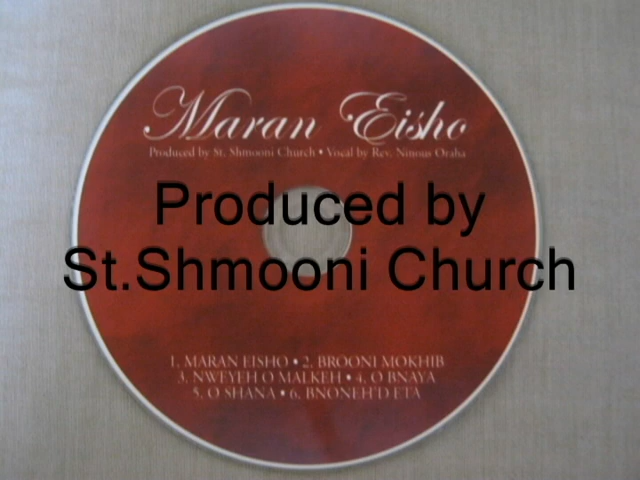 Maran Eisho
Produced by St. Shmooni Church • Vocal by Rev. Ninous Oraha
Produced by
St.Shmooni Church
1. MARAN EISHO • 2. BROONI MOKHIB
3. NWEYEH O MALKEH • 4. O BNAYA
5. O SHANA • 6. BNONEH'D ETA